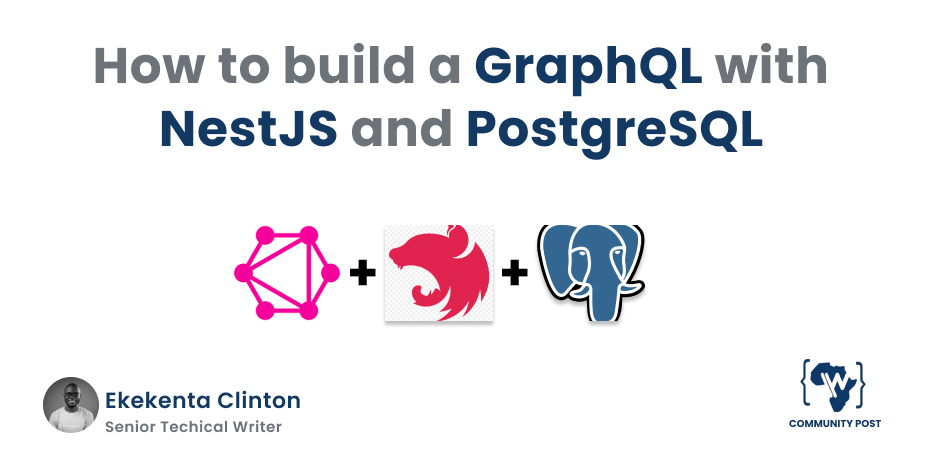 How to build a GraphQL with
NestJS and PostgreSQL
Ekekenta Clinton
Senior Techical Writer
{W}
COMMUNITY POST